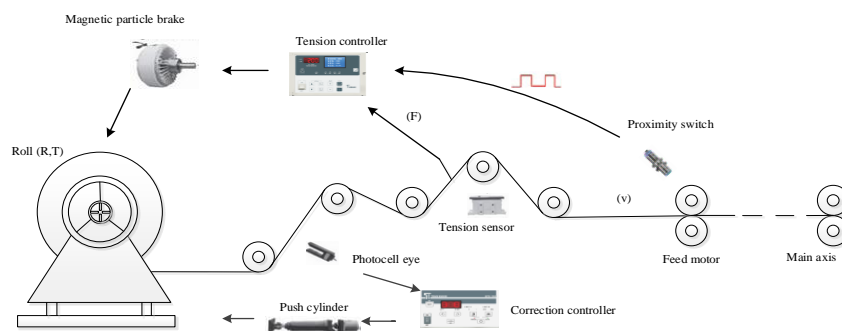 Magnetic particle brake
Tension controller
Proximity switch
(F)
Roll (R,T)
(v)
Tension sensor
Photocell eye
Feed motor
Main axis
Push cylinder
Correction controller